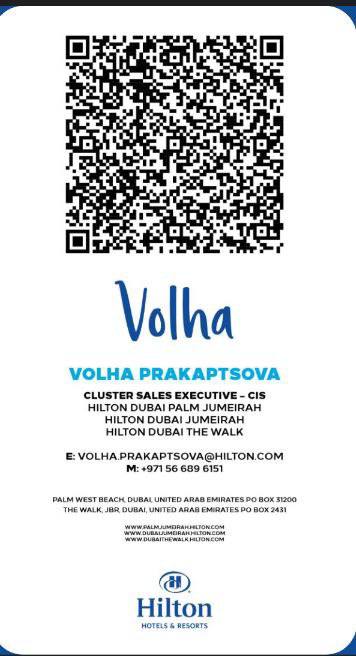 Volha
VOLHA PRAKAPTSOVA
CLUSTER SALES EXECUTIVE – CIS
HILTON DUBAI PALM JUMEIRAH
HILTON DUBAI JUMEIRAH
HILTON DUBAI THE WALK
E: VOLHA.PRAKAPTSOVA@HILTON.COM
M: +971 56 689 6151
PALM WEST BEACH, DUBAI, UNITED ARAB EMIRATES PO BOX 31200
THE WALK, JBR, DUBAI, UNITED ARAB EMIRATES PO BOX 2431
WWW.PALMJUMEIRAH.HILTON.COM
WWW.DUBAIJUMEIRAH.HILTON.COM
WWW.DUBAITHEWALK.HILTON.COM
Hilton
HOTELS & RESORTS